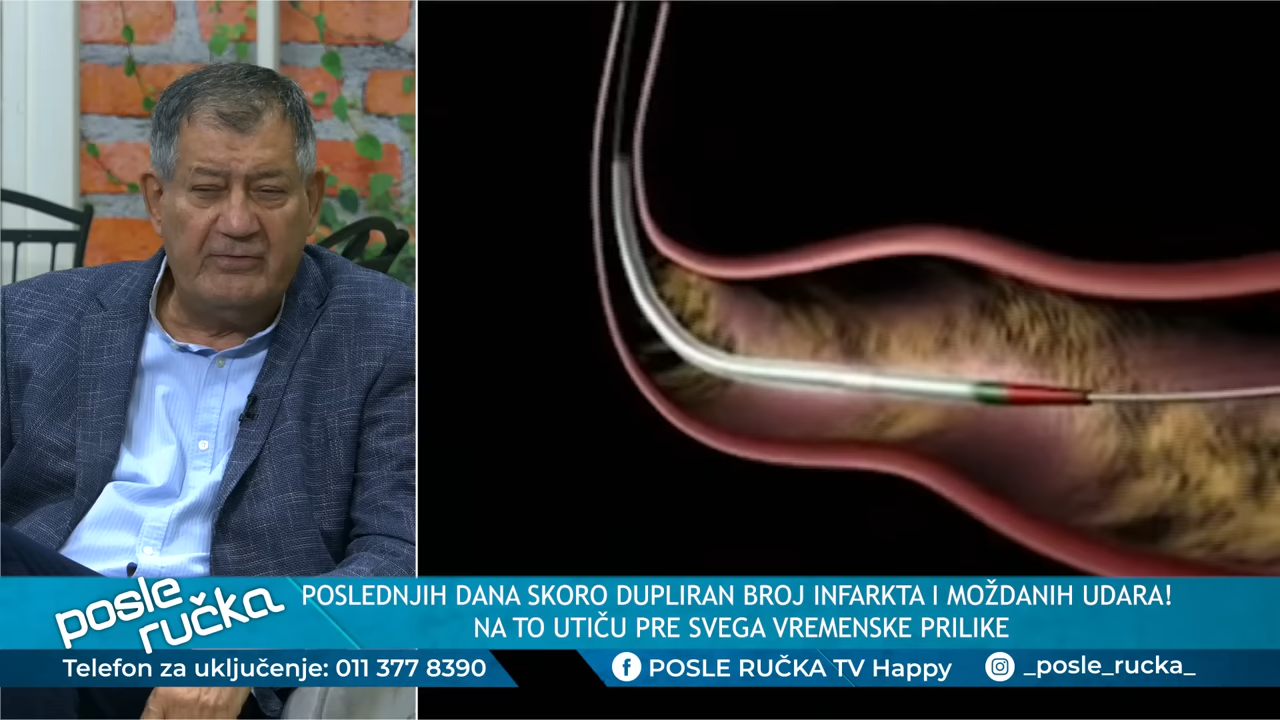 posle
ručka
POSLEDNJIH DANA SKORO DUPLIRAN BROJ INFARKTA I MOŽDANIH UDARA!
NA TO UTIČU PRE SVEGA VREMENSKE PRILIKE
Telefon za uključenje: 011 377 8390
POSLE RUČKA TV Happy
_posle_rucka_